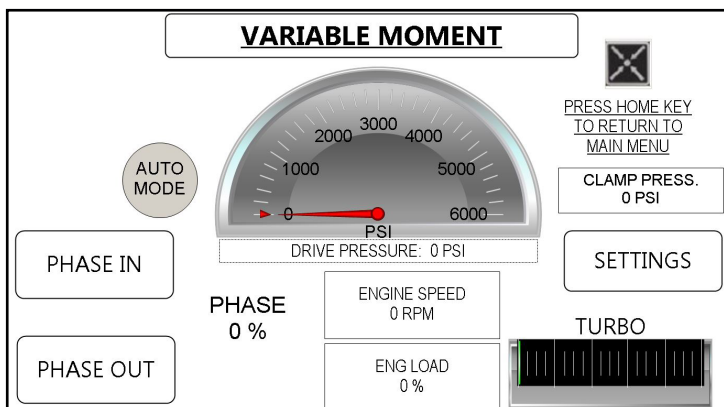 VARIABLE MOMENT
PRESS HOME KEY
TO RETURN TO
MAIN MENU
CLAMP PRESS.
0 PSI
AUTO
MODE
0
1000
2000
3000
4000
5000
6000
PSI
DRIVE PRESSURE: 0 PSI
PHASE IN
SETTINGS
PHASE
0 %
ENGINE SPEED
0 RPM
TURBO
PHASE OUT
ENG LOAD
0 %